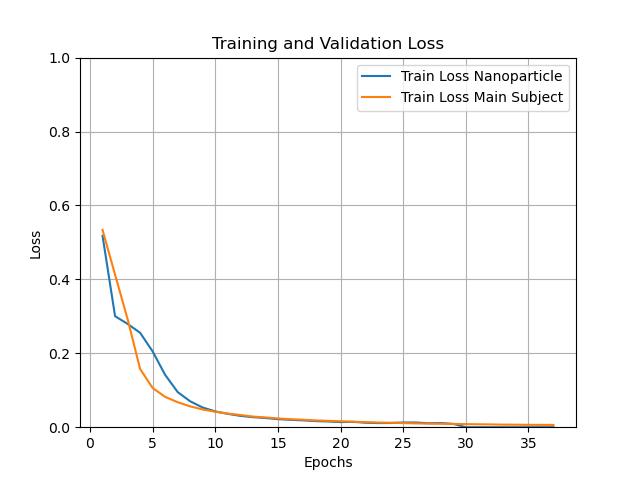 Training and Validation Loss
1.0
0.8
0.6
0.4
0.2
0.0
Loss
Train Loss Nanoparticle
Train Loss Main Subject
0 5 10 15 20 25 30 35
Epochs